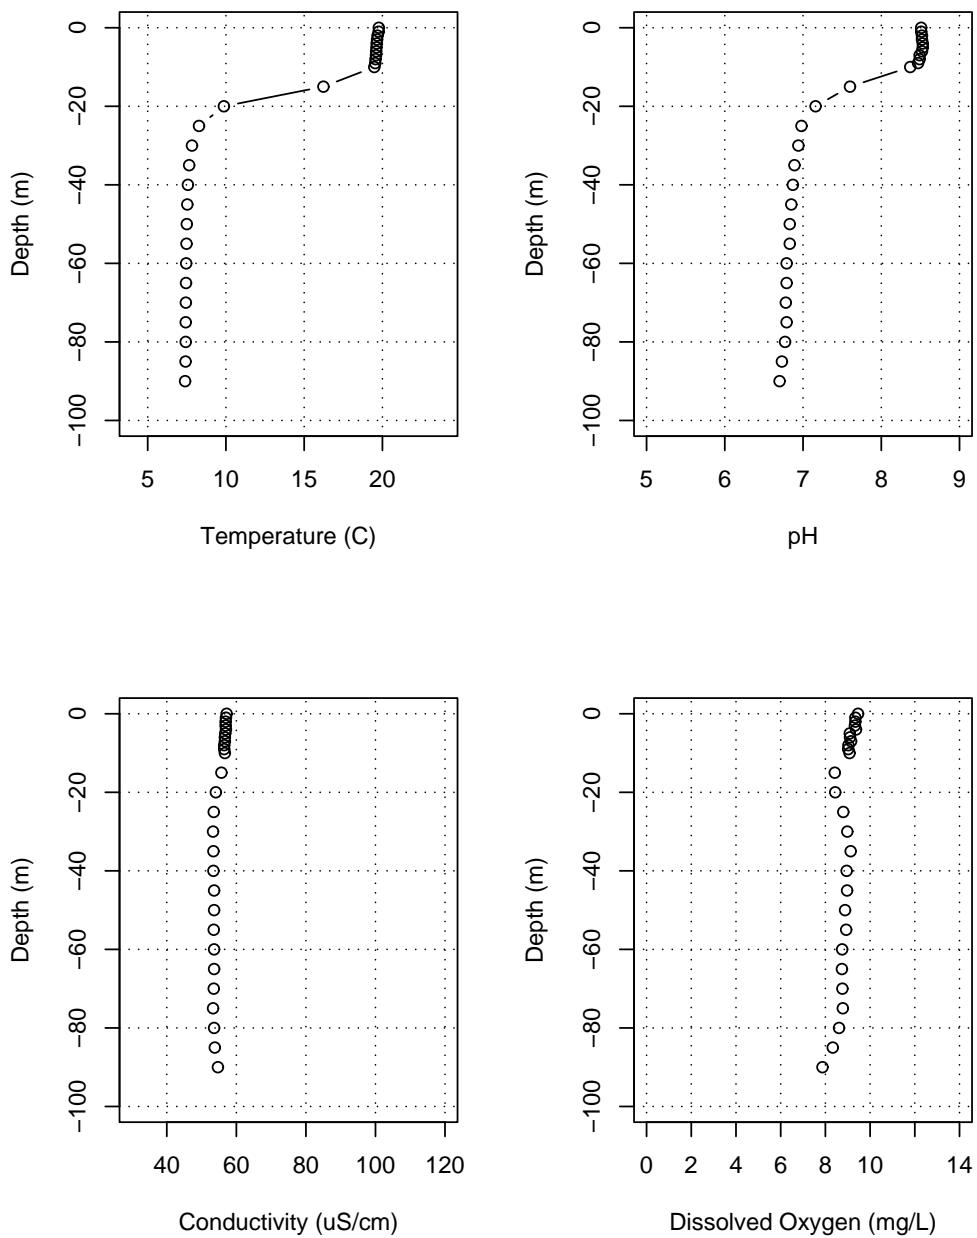 0
−20
−40
−60
−80
−100
Depth (m)
5 10 15 20
Temperature (C)
0
−20
−40
−60
−80
−100
Depth (m)
5 6 7 8 9
pH
0
−20
−40
−60
−80
−100
Depth (m)
40 60 80 100 120
Conductivity (uS/cm)
0
−20
−40
−60
−80
−100
Depth (m)
0 2 4 6 8 10 14
Dissolved Oxygen (mg/L)